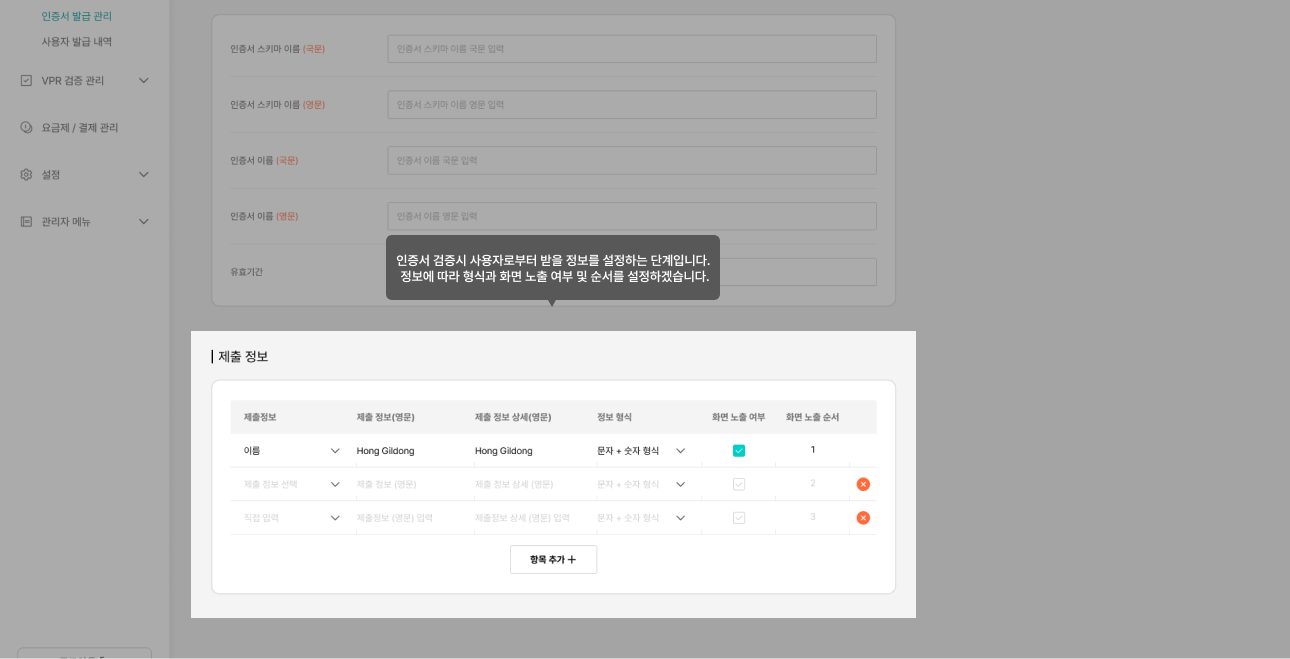 인증서 발급 관리
사용자 발급 내역
VPR 검증 관리
요금제 / 결제 관리
설정
관리자 메뉴
인증서 스키마 이름 (국문) 인증서 스키마 이름 국문 입력
인증서 스키마 이름 (영문) 인증서 스키마 이름 영문 입력
인증서 이름 (국문) 인증서 이름 국문 입력
인증서 이름 (영문) 인증서 이름 영문 입력
유효기간
인증서 검증시 사용자로부터 받을 정보를 설정하는 단계입니다.
정보에 따라 형식과 화면 노출 여부 및 순서를 설정하겠습니다.
제출 정보
제출정보 제출 정보(영문) 제출 정보 상세(영문) 정보 형식 화면 노출 여부 화면 노출 순서
이름 Hong Gildong Hong Gildong 문자 + 숫자 형식 1
제출 정보 선택 제출 정보 (영문) 제출 정보 상세 (영문) 문자 + 숫자 형식 2
직접 입력 제출정보 (영문) 입력 제출정보 상세 (영문) 입력 문자 + 숫자 형식 3
항목 추가 +